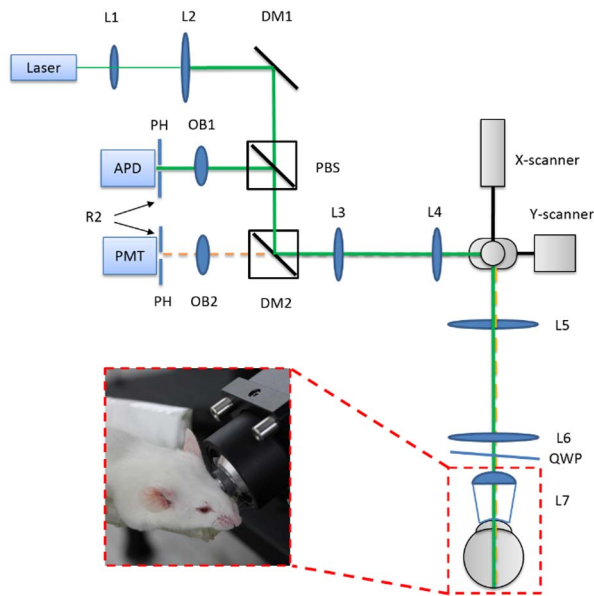 L1
L2
DM1
Laser
PH
OB1
APD
PBS
X-scanner
Y-scanner
R2
L3
L4
PMT
PH
OB2
DM2
L5
L6
QWP
L7